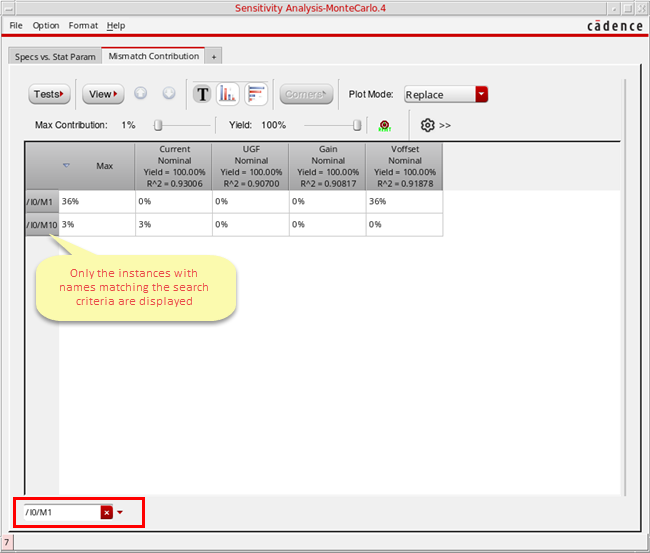 Sensitivity Analysis-MonteCarlo.4
File Option Format Help
cādence
Specs vs. Stat Param Mismatch Contribution +
Tests View T Corners Plot Mode: Replace
Max Contribution: 1% Yield: 100% >>
Max
Current
Nominal
Yield = 100.00%
R^2 = 0.93006
UGF
Nominal
Yield = 100.00%
R^2 = 0.90700
Gain
Nominal
Yield = 100.00%
R^2 = 0.90817
Voffset
Nominal
Yield = 100.00%
R^2 = 0.91878
/I0/M1 36% 0% 0% 0% 36%
/I0/M10 3% 3% 0% 0% 0%
Only the instances with
names matching the search
criteria are displayed
/I0/M1
7